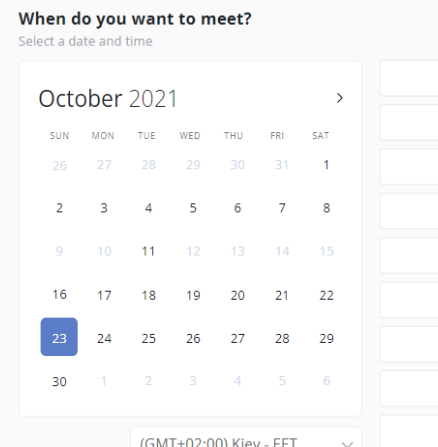 When do you want to meet?
Select a date and time
October 2021
SUN MON TUE WED THU FRI SAT
26 27 28 29 30 31 1
2 3 4 5 6 7 8
9 10 11 12 13 14 15
16 17 18 19 20 21 22
23 24 25 26 27 28 29
30 1 2 3 4 5 6
(GMT+02:00) Kiev - EET